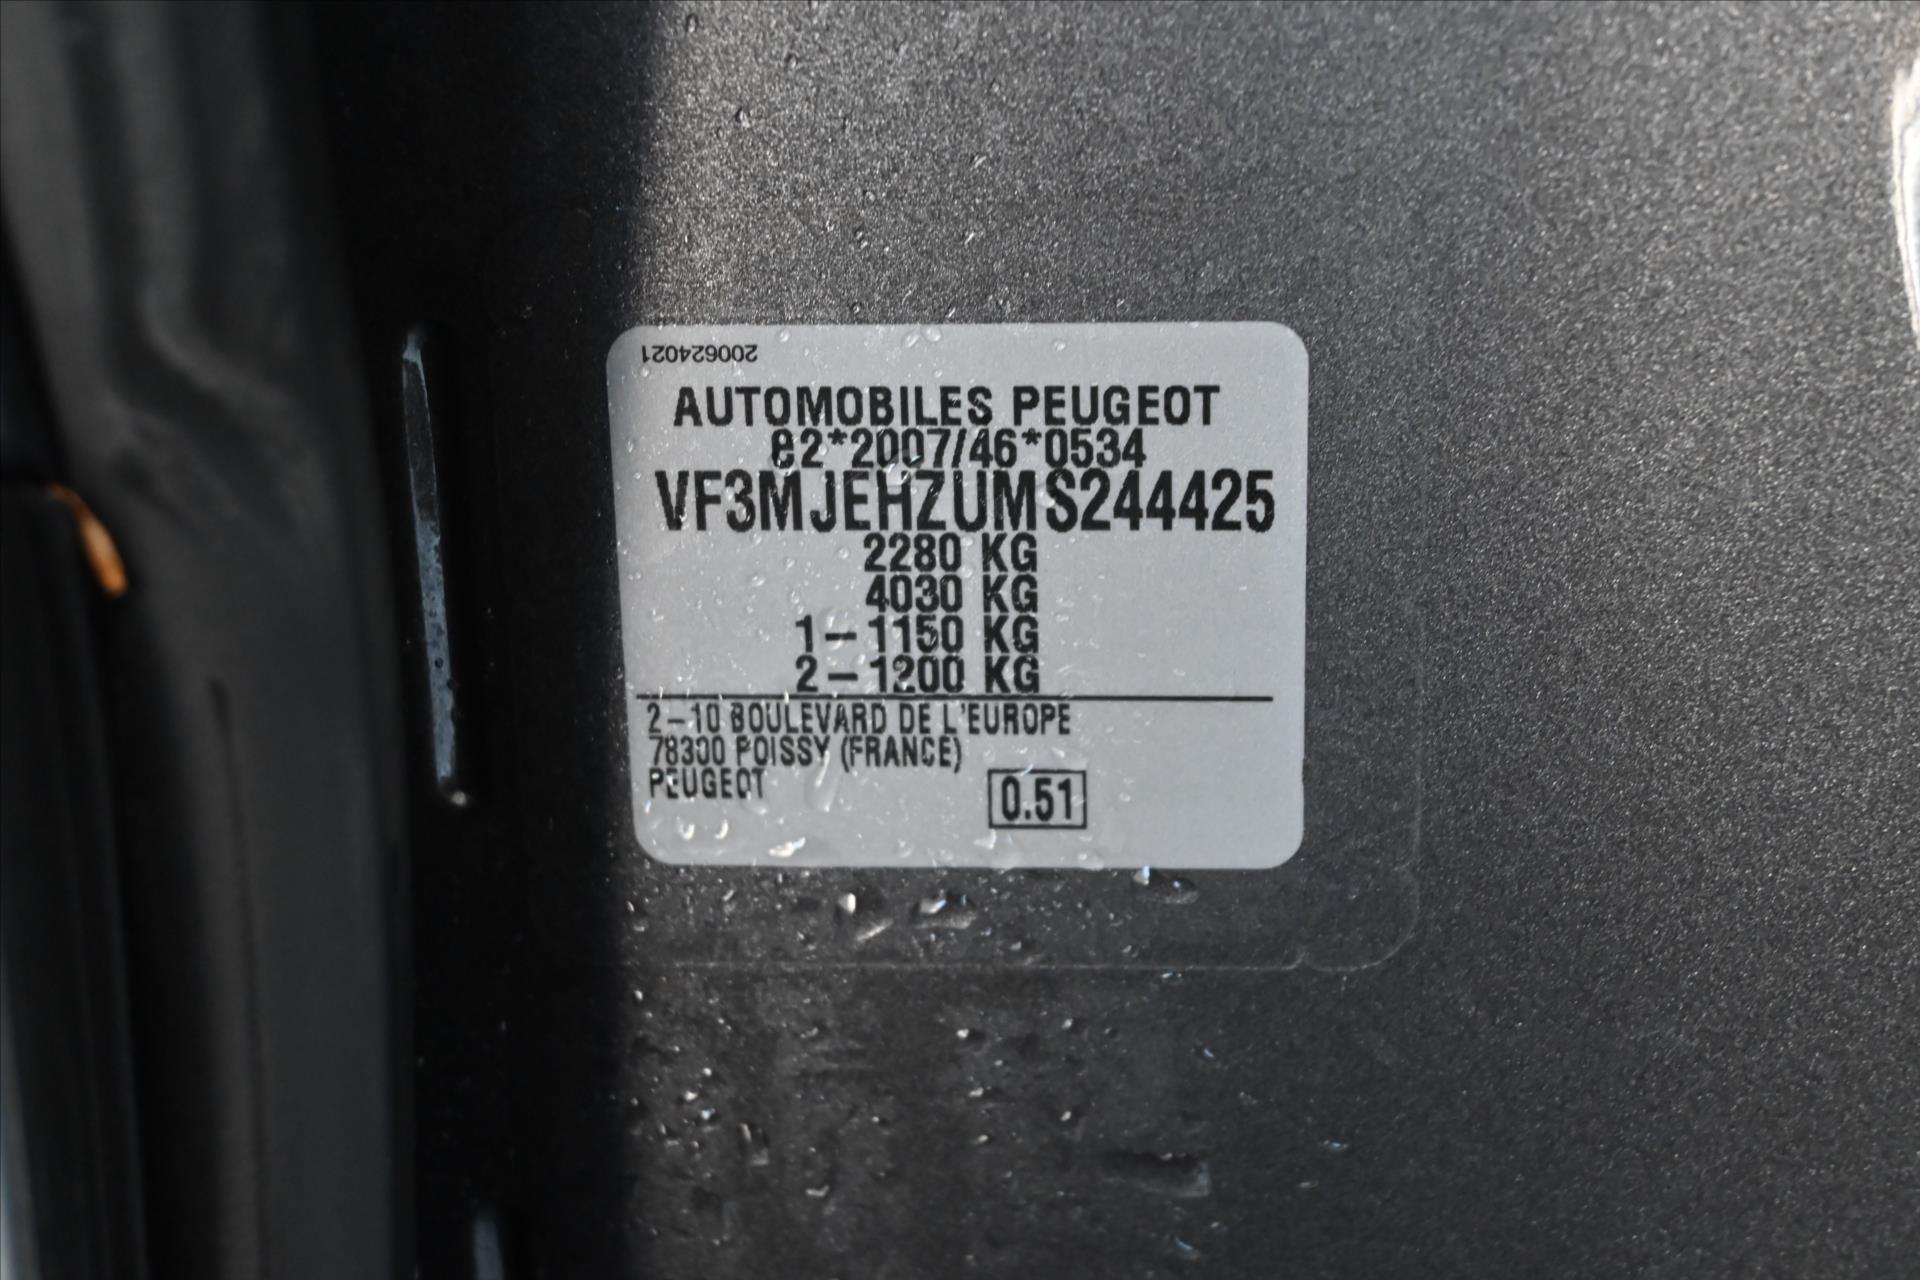 200624021
AUTOMOBILES PEUGEOT
e2*2007/46*0534
VF3MJEHZUMS244425
2280 KG
4030 KG
1-1150 KG
2-1200 KG
2-10 BOULEVARD DE L'EUROPE
78300 POISSY (FRANCE)
PEUGEOT
0.51